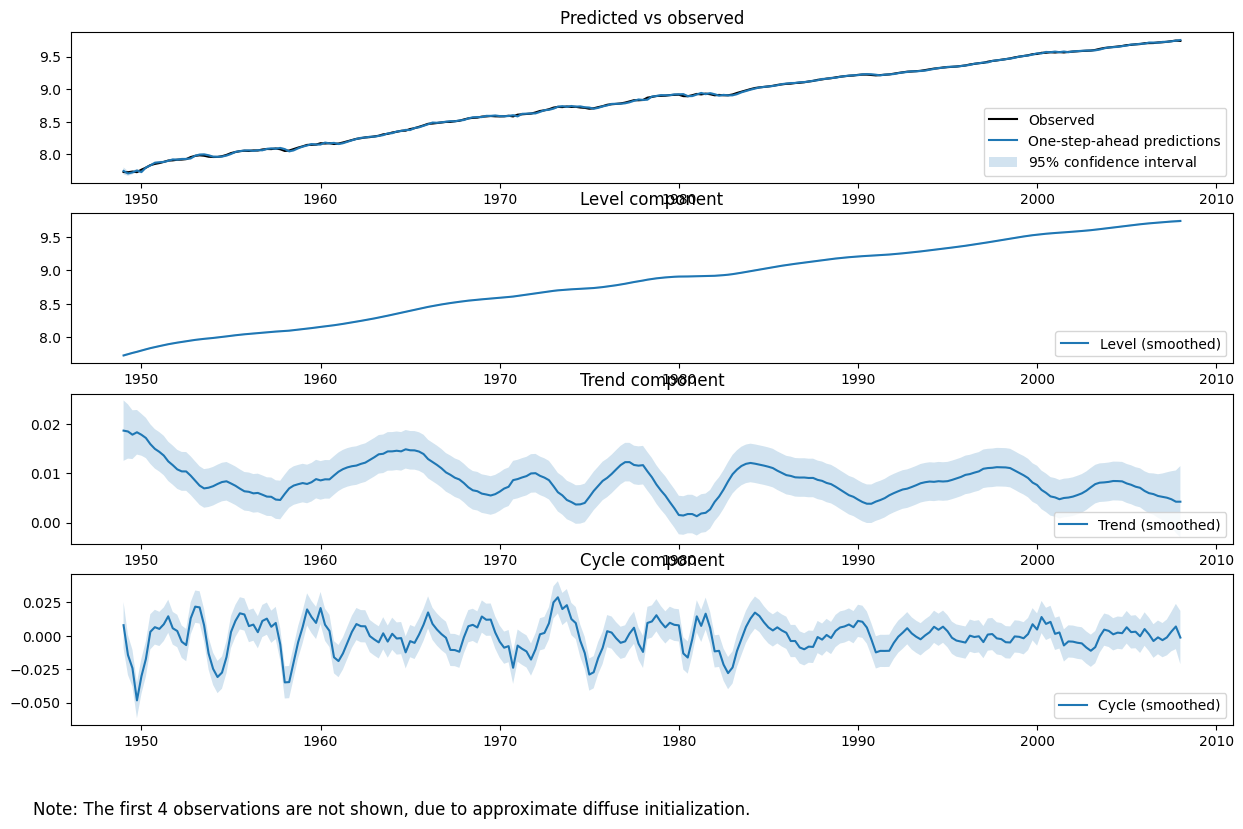 Predicted vs observed
9.5
9.0
8.5
8.0
Observed
One-step-ahead predictions
95% confidence interval
1950 1960 1970 1980 1990 2000 2010
Level component
9.5
9.0
8.5
8.0
Level (smoothed)
1950 1960 1970 1980 1990 2000 2010
Trend component
0.02
0.01
0.00
Trend (smoothed)
1950 1960 1970 1980 1990 2000 2010
Cycle component
0.025
0.000
−0.025
−0.050
Cycle (smoothed)
1950 1960 1970 1980 1990 2000 2010
Note: The first 4 observations are not shown, due to approximate diffuse initialization.